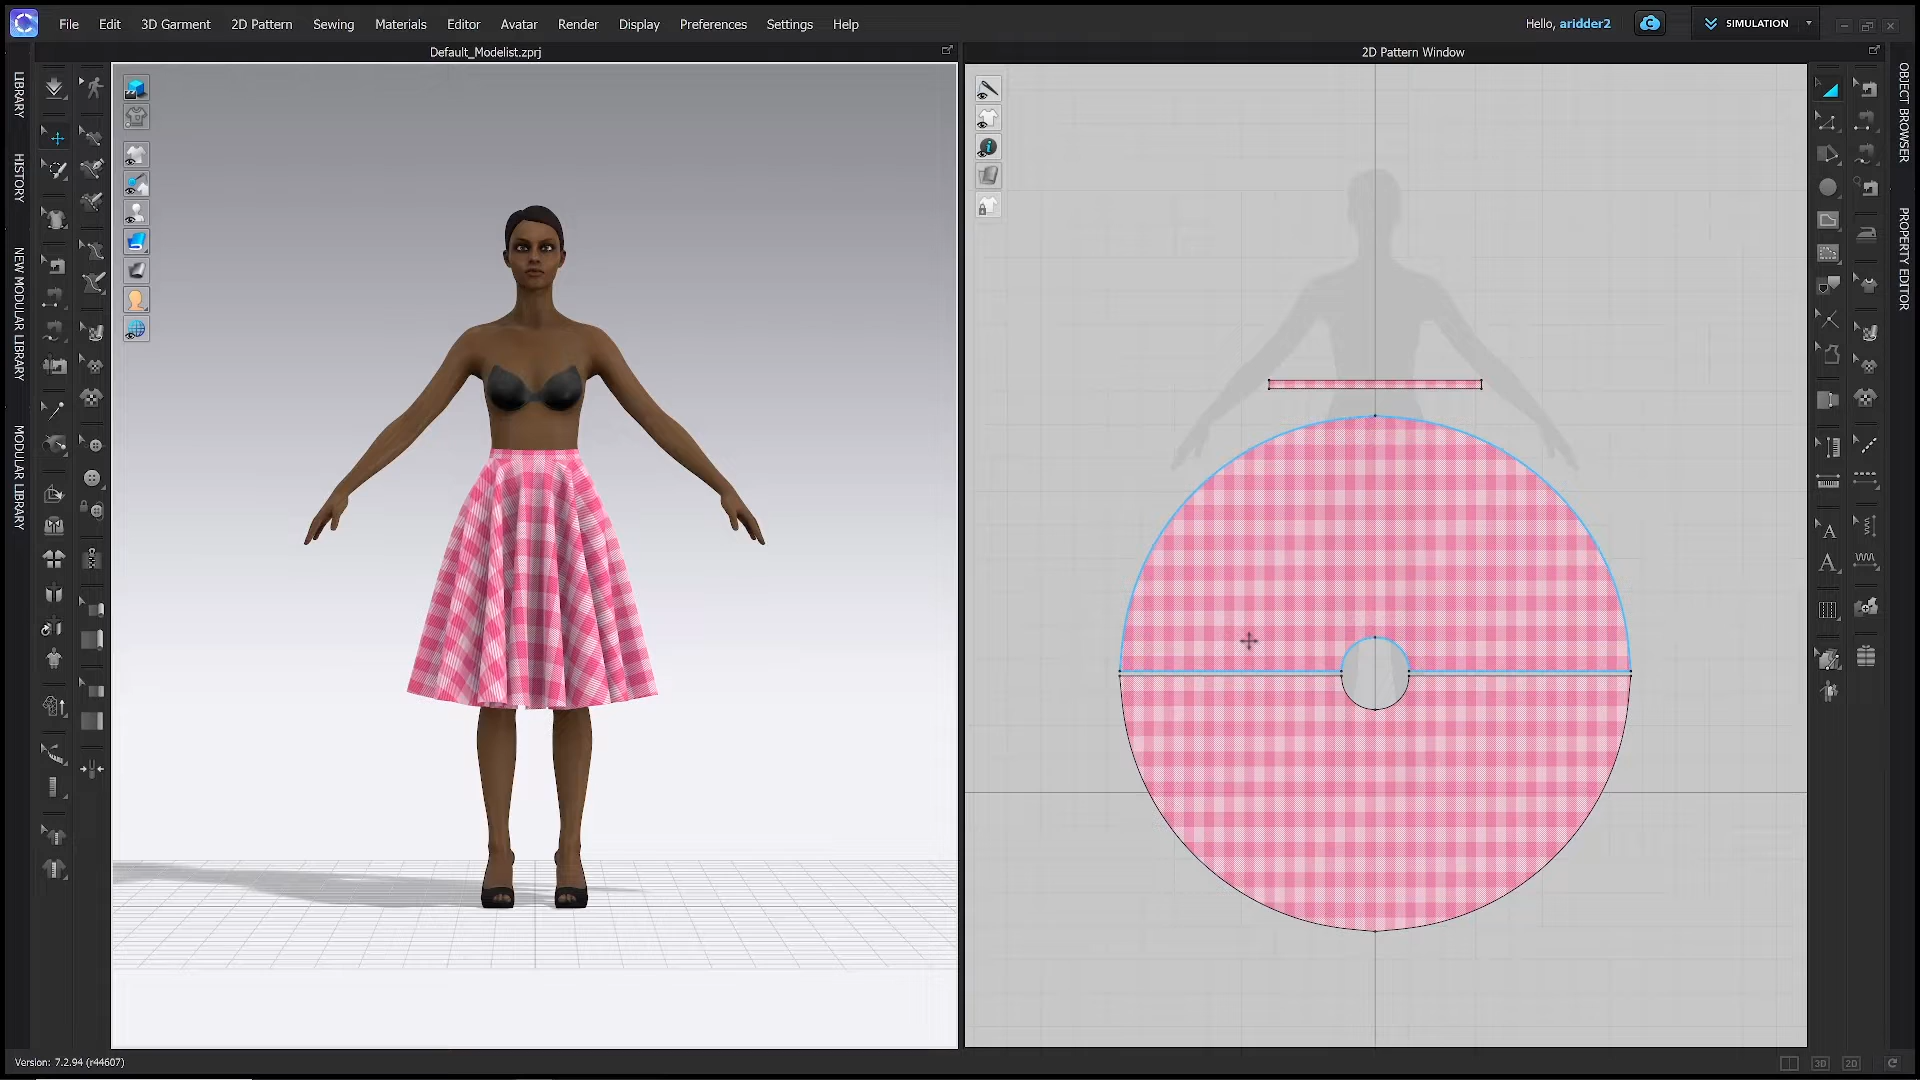 File Edit 3D Garment 2D Pattern Sewing Materials Editor Avatar Render Display Preferences Settings Help
Hello, aridder2
SIMULATION
Default_Modelist.zprj
2D Pattern Window
LIBRARY
HISTORY
NEW MODULAR LIBRARY
MODULAR LIBRARY
OBJECT BROWSER
PROPERTY EDITOR
A
A
Version: 7.2.94 (r44607)
3D
2D